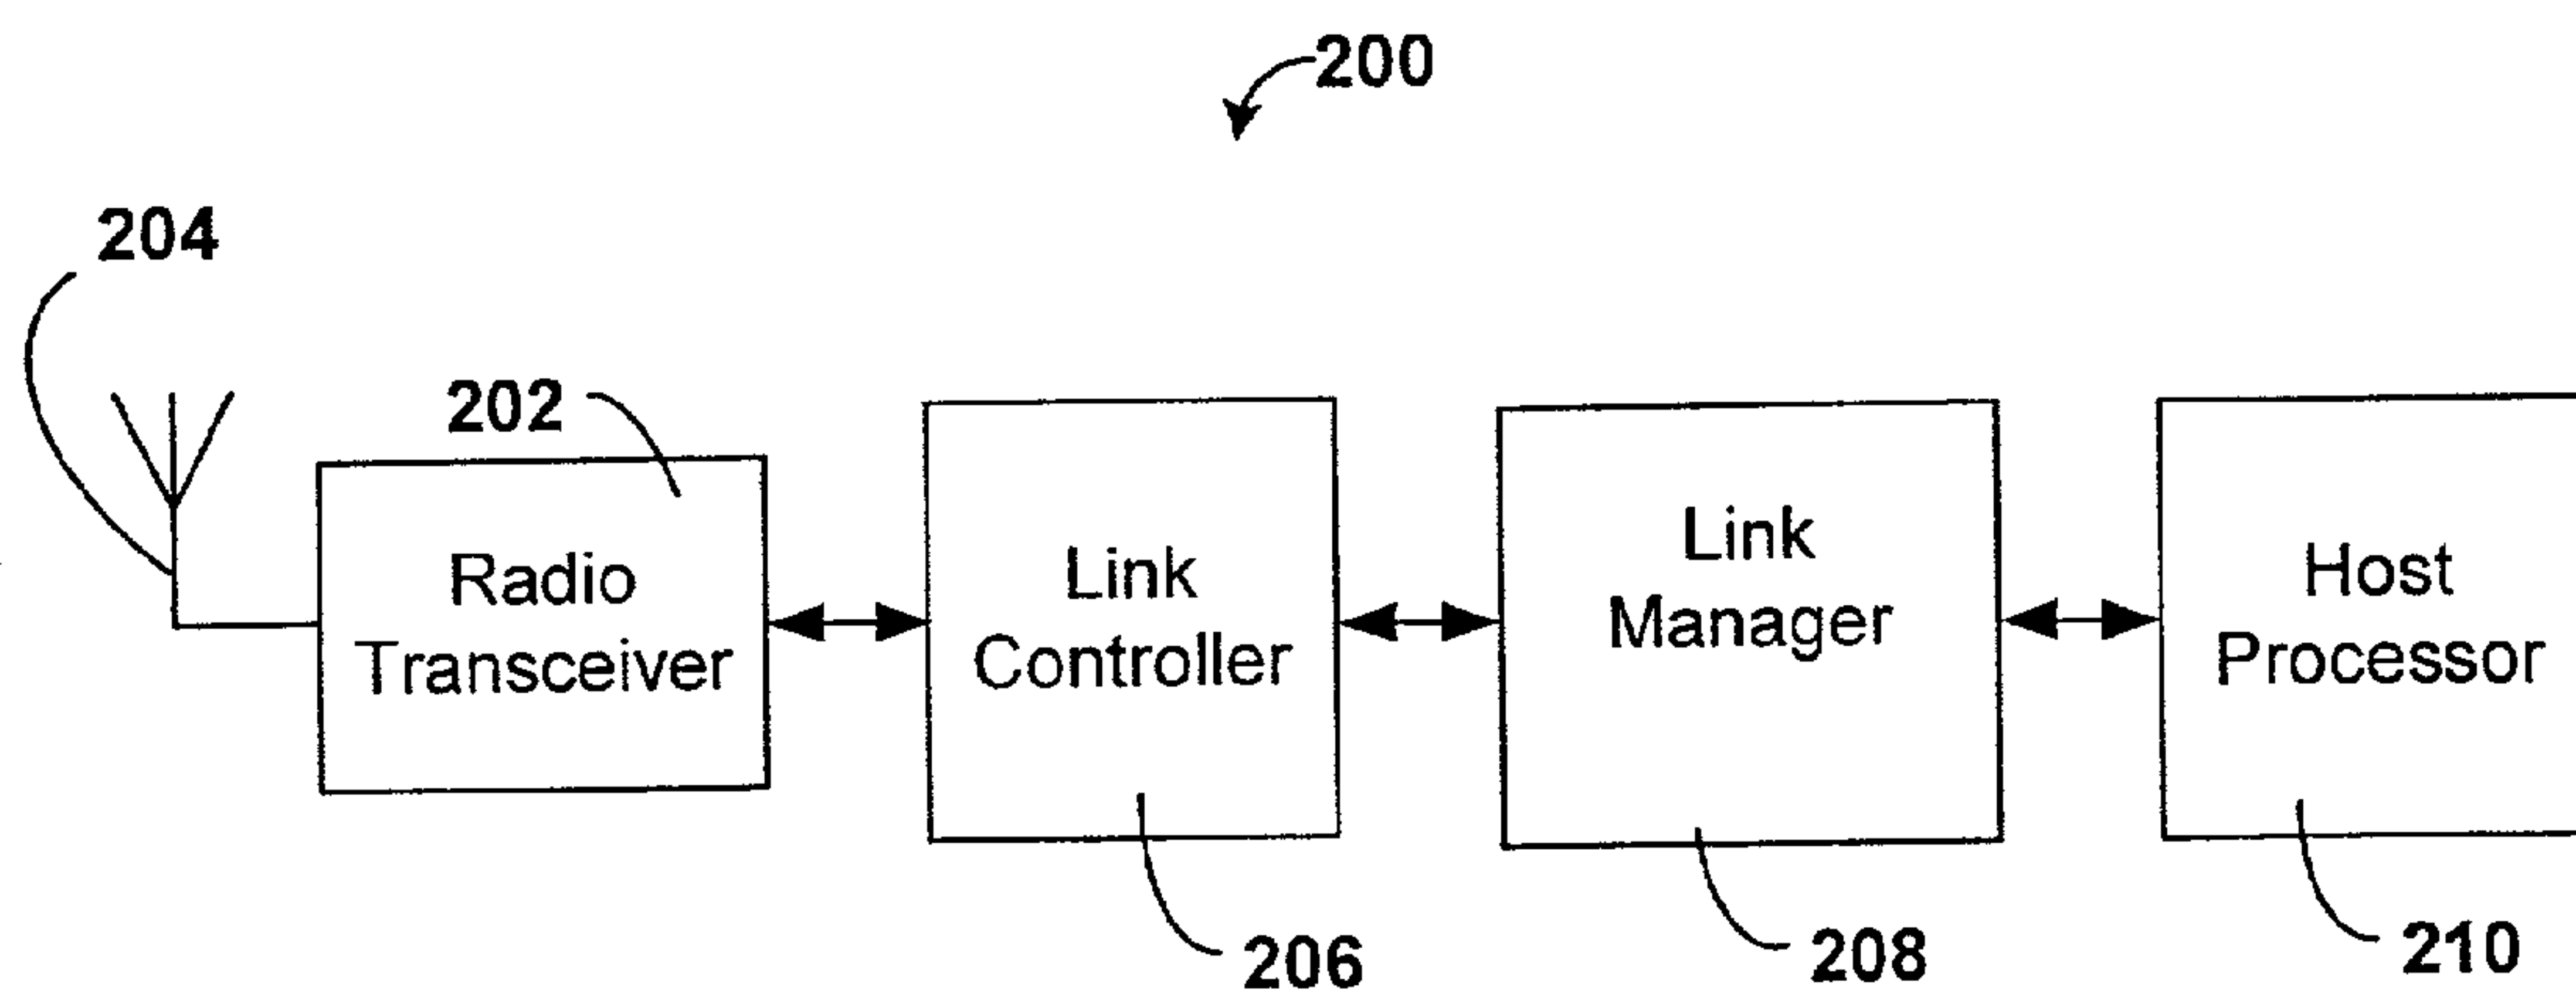 200
204
202
Radio
Transceiver
Link
Controller
Link
Manager
Host
Processor
206
208
210